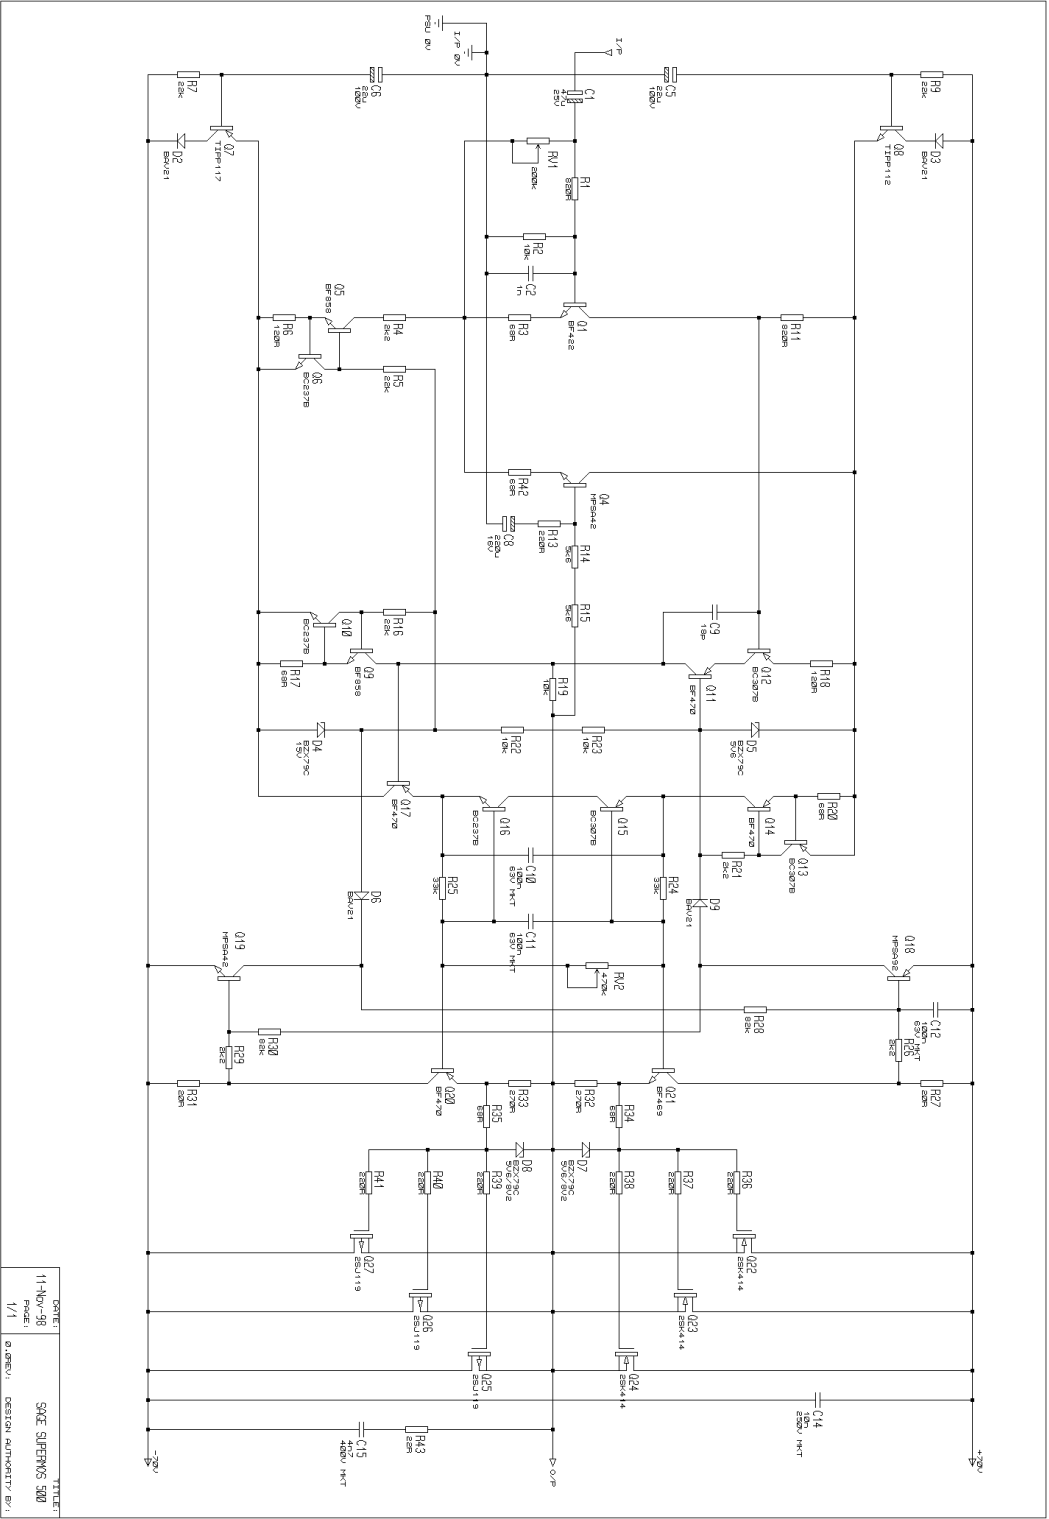 PSU 0V
I/P 0V
I/P
R7
22k
C6
22u
100V
C5
22u
100V
R9
22k
C1
47u
25V
Q7
TIPP117
D2
BAV21
RV1
200k
R1
820R
Q8
TIPP112
D3
BAV21
R2
10k
C2
1n
Q5
BF858
R4
2k2
R3
68R
Q1
BF422
R11
820R
R6
120R
Q6
BC237B
R5
22k
R42
68R
Q4
MPSA42
C8
220u
16V
R13
220R
R14
5k6
R15
5k6
Q10
BC237B
R16
22k
C9
18p
R17
68R
Q9
BF858
R19
10k
Q11
BF470
Q12
BC307B
R18
120R
D4
BZX79C
15V
R22
10k
R23
10k
D5
BZX79C
5V6
Q17
BF470
Q16
BC237B
Q15
BC307B
Q14
BF470
R20
68R
Q13
BC307B
R21
2k2
C10
100n
63V MKT
R25
33k
R24
33k
D6
BAV21
C11
100n
63V MKT
D9
BAV21
Q19
MPSA42
RV2
470k
Q18
MPSA92
R28
82k
C12
100n
63V MKT
R30
82k
R29
2k2
R26
2k2
R31
20R
Q20
BF470
R33
270R
R32
270R
Q21
BF469
R27
20R
R35
68R
R34
68R
D8
BZX79C
5V6/8V2
D7
BZX79C
5V6/8V2
R41
220R
R40
220R
R39
220R
R38
220R
R37
220R
R36
220R
Q27
2SJ119
Q22
2SK414
Q26
2SJ119
Q23
2SK414
Q25
2SJ119
Q24
2SK414
C14
10n
250V MKT
C15
4n7
400V MKT
R43
22R
-70V
O/P
+70V
DATE:
11-Nov-98
PAGE:
1/1
TITLE:
SAGE SUPERMOS 500
0.0REV:
DESIGN AUTHORITY BY: